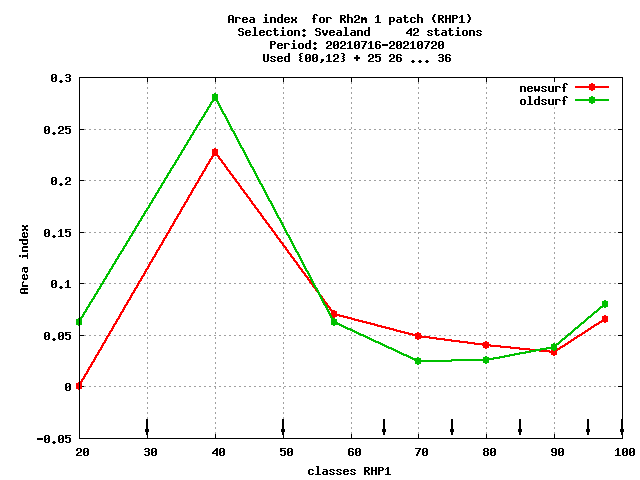 Area index  for Rh2m 1 patch (RHP1)
Selection: Svealand     42 stations
Period: 20210716-20210720
Used {00,12} + 25 26 ... 36
newsurf
oldsurf
0.3
0.25
0.2
0.15
0.1
0.05
0
-0.05
Area index
20 30 40 50 60 70 80 90 100
classes RHP1